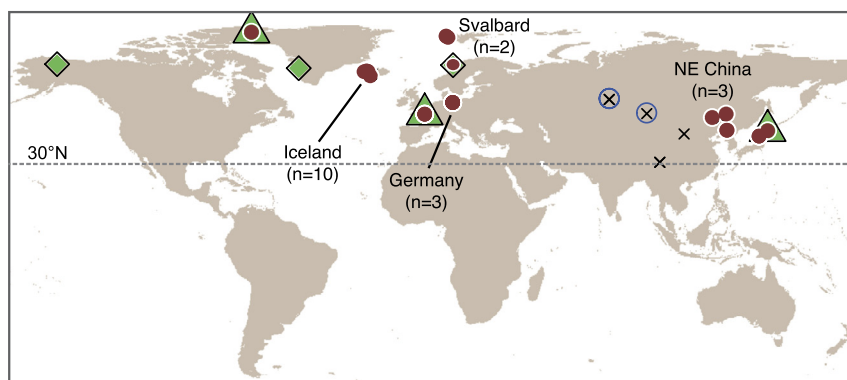 Svalbard
(n=2)
NE China
(n=3)
30°N
Iceland
(n=10)
Germany
(n=3)